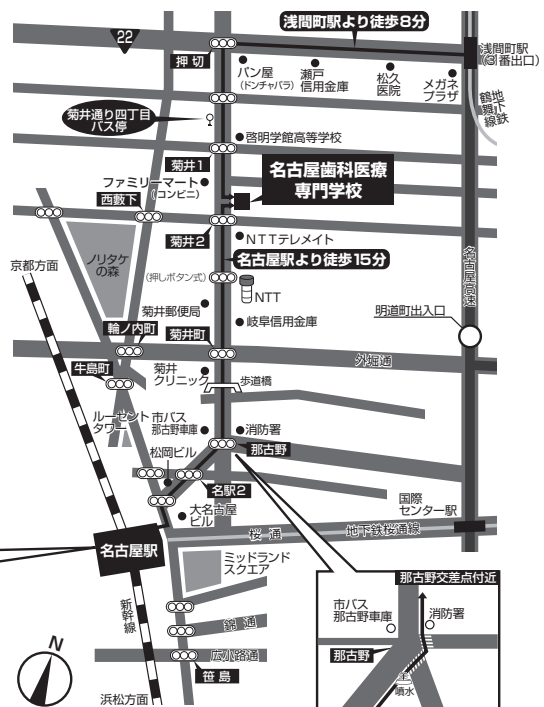 浅間町駅より徒歩8分
22
押切
パン屋
(ドンチャバラ)
瀬戸
信用金庫
松久
医院
メガネ
プラザ
浅間町駅
(③番出口)
地下鉄
鶴舞線
菊井通り四丁目
バス停
啓明学館高等学校
菊井1
名古屋歯科医療
専門学校
ファミリーマート
(コンビニ)
西藪下
菊井2
NTTテレメイト
名古屋駅より徒歩15分
ノリタケ
の森
京都方面
(押しボタン式)
NTT
名古屋高速
菊井郵便局
岐阜信用金庫
明道町出入口
輪ノ内町
菊井町
外堀通
牛島町
菊井
クリニック
歩道橋
ルーセント
タワー
市バス
那古野車庫
消防署
松岡ビル
那古野
名駅2
大名古屋
ビル
国際
センター駅
桜通
地下鉄桜通線
名古屋駅
ミッドランド
スクエア
那古野交差点付近
新幹線
錦通
市バス
那古野車庫
消防署
広小路通
那古野
N
笹島
噴水
浜松方面